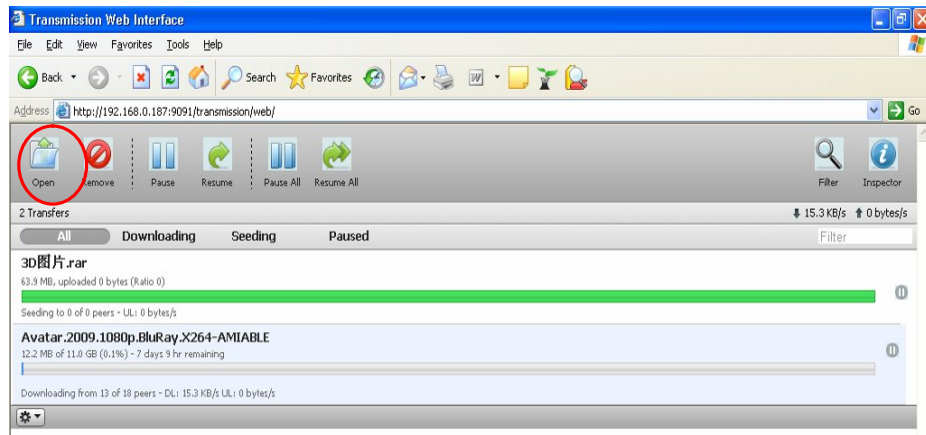 Transmission Web Interface
File Edit View Favorites Tools Help
Back Search Favorites
Address http://192.168.0.187:9091/transmission/web/ Go
Open Remove Pause Resume Pause All Resume All Filter Inspector
2 Transfers 15.3 KB/s 0 bytes/s
All Downloading Seeding Paused Filter
3D图片.rar
63.9 MB, uploaded 0 bytes (Ratio 0)
Seeding to 0 of 0 peers - UL: 0 bytes/s
Avatar.2009.1080p.BluRay.X264-AMIABLE
12.2 MB of 11.0 GB (0.1%) - 7 days 9 hr remaining
Downloading from 13 of 18 peers - DL: 15.3 KB/s UL: 0 bytes/s